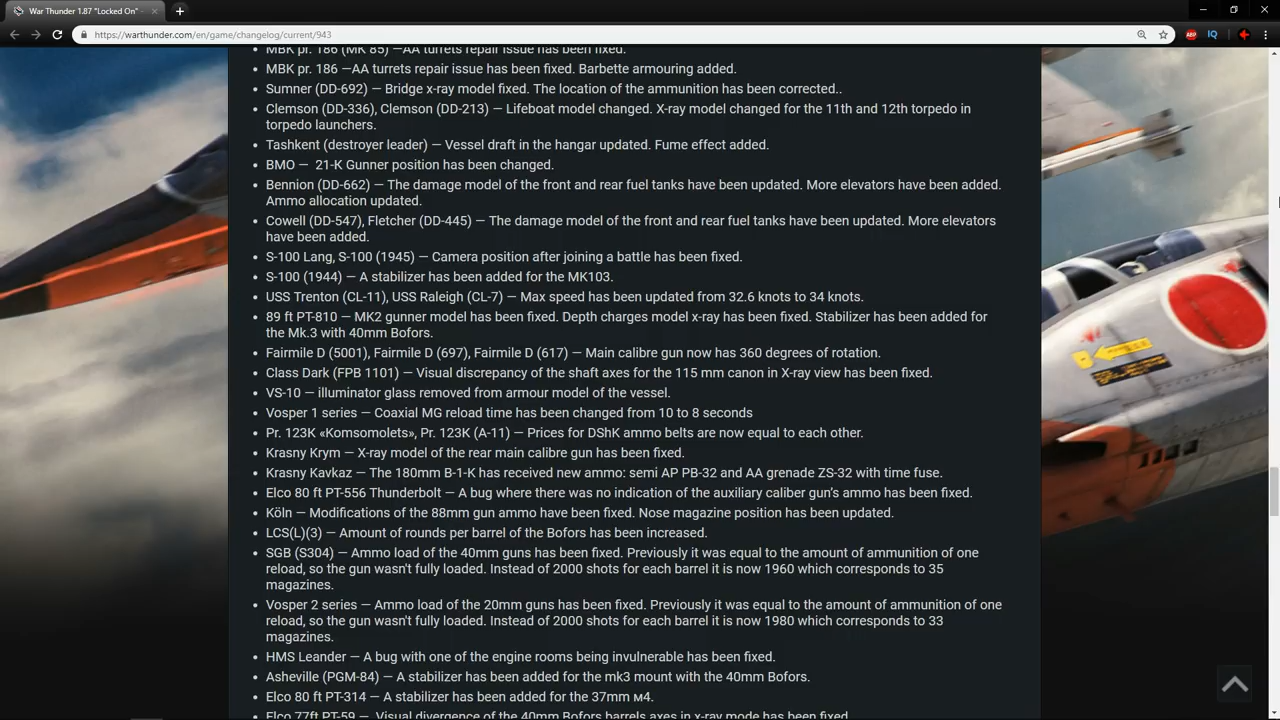 War Thunder 1.87 "Locked On" -
https://warthunder.com/en/game/changelog/current/943
ABP
IQ
MBK pr. 186 (MK 85) —AA turrets repair issue has been fixed.
MBK pr. 186 —AA turrets repair issue has been fixed. Barbette armouring added.
Sumner (DD-692) — Bridge x-ray model fixed. The location of the ammunition has been corrected..
Clemson (DD-336), Clemson (DD-213) — Lifeboat model changed. X-ray model changed for the 11th and 12th torpedo in
torpedo launchers.
Tashkent (destroyer leader) — Vessel draft in the hangar updated. Fume effect added.
BMO — 21-K Gunner position has been changed.
Bennion (DD-662) — The damage model of the front and rear fuel tanks have been updated. More elevators have been added.
Ammo allocation updated.
Cowell (DD-547), Fletcher (DD-445) — The damage model of the front and rear fuel tanks have been updated. More elevators
have been added.
S-100 Lang, S-100 (1945) — Camera position after joining a battle has been fixed.
S-100 (1944) — A stabilizer has been added for the MK103.
USS Trenton (CL-11), USS Raleigh (CL-7) — Max speed has been updated from 32.6 knots to 34 knots.
89 ft PT-810 — MK2 gunner model has been fixed. Depth charges model x-ray has been fixed. Stabilizer has been added for
the Mk.3 with 40mm Bofors.
Fairmile D (5001), Fairmile D (697), Fairmile D (617) — Main calibre gun now has 360 degrees of rotation.
Class Dark (FPB 1101) — Visual discrepancy of the shaft axes for the 115 mm canon in X-ray view has been fixed.
VS-10 — illuminator glass removed from armour model of the vessel.
Vosper 1 series — Coaxial MG reload time has been changed from 10 to 8 seconds
Pr. 123K «Komsomolets», Pr. 123K (A-11) — Prices for DShK ammo belts are now equal to each other.
Krasny Krym — X-ray model of the rear main calibre gun has been fixed.
Krasny Kavkaz — The 180mm B-1-K has received new ammo: semi AP PB-32 and AA grenade ZS-32 with time fuse.
Elco 80 ft PT-556 Thunderbolt – A bug where there was no indication of the auxiliary caliber gun's ammo has been fixed.
Köln — Modifications of the 88mm gun ammo have been fixed. Nose magazine position has been updated.
LCS(L)(3) — Amount of rounds per barrel of the Bofors has been increased.
SGB (S304) — Ammo load of the 40mm guns has been fixed. Previously it was equal to the amount of ammunition of one
reload, so the gun wasn't fully loaded. Instead of 2000 shots for each barrel it is now 1960 which corresponds to 35
magazines.
Vosper 2 series — Ammo load of the 20mm guns has been fixed. Previously it was equal to the amount of ammunition of one
reload, so the gun wasn't fully loaded. Instead of 2000 shots for each barrel it is now 1980 which corresponds to 33
magazines.
HMS Leander — A bug with one of the engine rooms being invulnerable has been fixed.
Asheville (PGM-84) — A stabilizer has been added for the mk3 mount with the 40mm Bofors.
Elco 80 ft PT-314 — A stabilizer has been added for the 37mm м4.
Elco 77ft PT-59 — Visual divergence of the 40mm Bofors barrels axes in x-ray mode has been fixed.